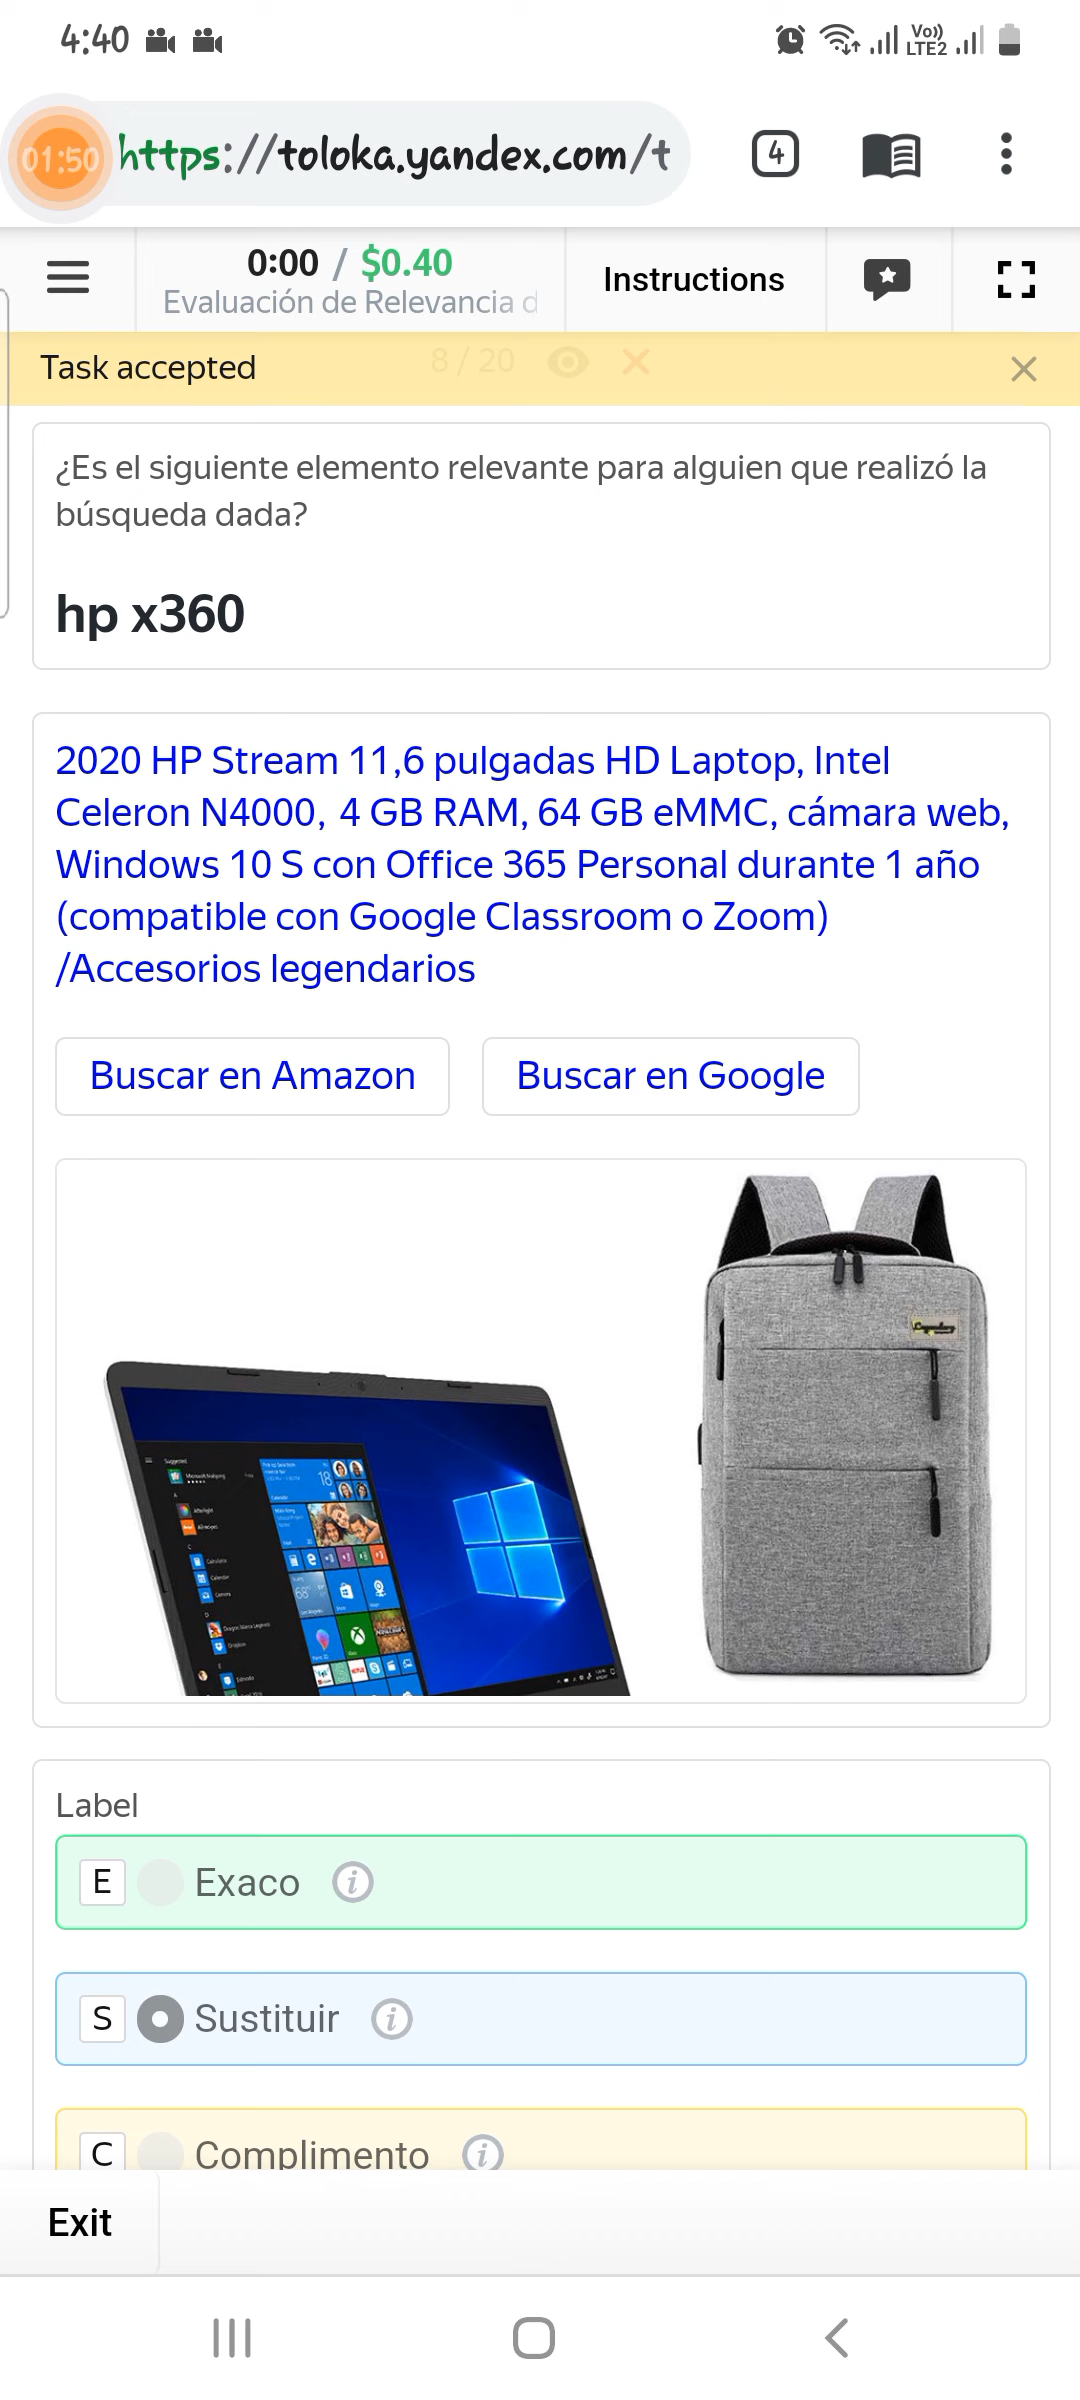 4:40
Vo))
LTE2
01:50
https://toloka.yandex.com/t
4
0:00 / $0.40
Evaluación de Relevancia d
Instructions
Task accepted
8 / 20
¿Es el siguiente elemento relevante para alguien que realizó la
búsqueda dada?
hp x360
2020 HP Stream 11,6 pulgadas HD Laptop, Intel
Celeron N4000, 4 GB RAM, 64 GB eMMC, cámara web,
Windows 10 S con Office 365 Personal durante 1 año
(compatible con Google Classroom o Zoom)
/Accesorios legendarios
Buscar en Amazon
Buscar en Google
Label
E Exaco
S Sustituir
C Complimento
Exit